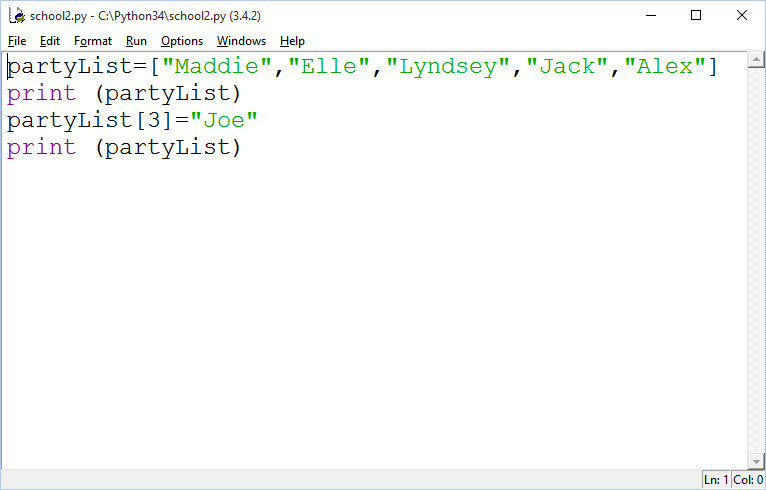 school2.py - C:\Python34\school2.py (3.4.2)
File Edit Format Run Options Windows Help
partyList=["Maddie","Elle","Lyndsey","Jack","Alex"]
print (partyList)
partyList[3]="Joe"
print (partyList)
Ln: 1 Col: 0